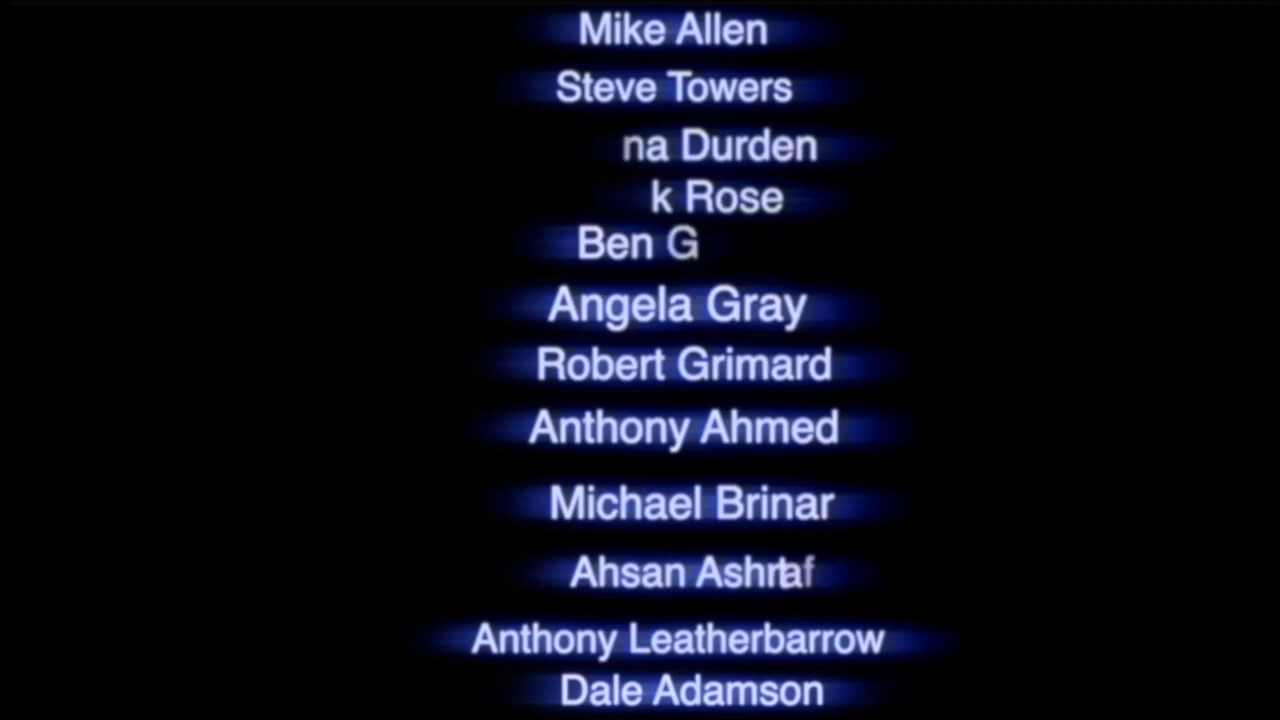 Mike Allen
Steve Towers
na Durden
k Rose
Ben G
Angela Gray
Robert Grimard
Anthony Ahmed
Michael Brinar
Ahsan
Anthony Leatherbarrow
Dale Adamson